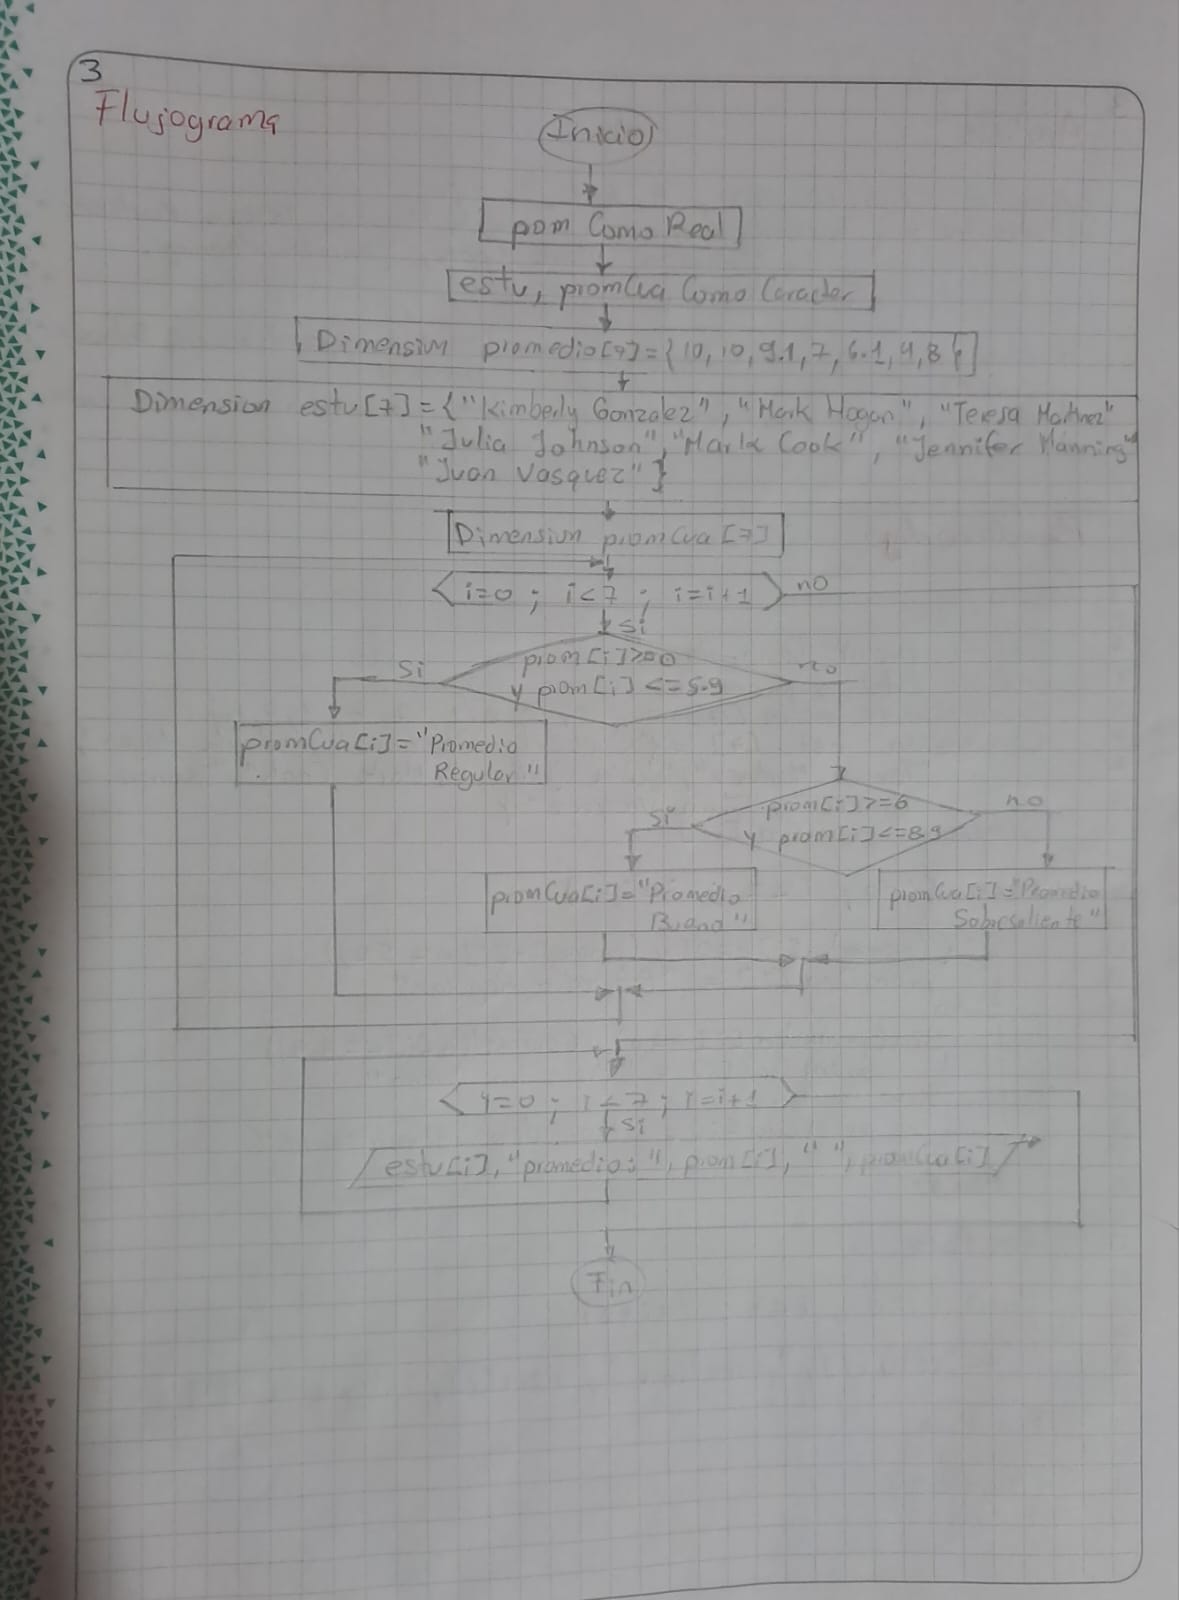 3
Flujograma
Inicio
pom Como Real
estu, promCua Como Caracter
Dimension promedio[7]={10, 10, 9.1, 7, 6.1, 4, 8}
Dimension estu[7]={"Kimberly Gonzalez", "Mark Hogan", "Teresa Martinez"
"Julia Johnson", "Mark Cook", "Jennifer Manning"
"Juan Vasquez"}
Dimension promCua[7]
i=0 ; i<7 ; i=i+1 no
si
prom[i]>=0
Si y prom[i]<=5.9 no
promCua[i]="Promedio
Regular"
prom[i]>=6 no
Si y prom[i]<=8.9
promCua[i]="Promedio promCua[i]="Promedio
Bueno" Sobresaliente"
i=0 ; i<7 ; i=i+1
si
estu[i], "promedio: ", prom[i], " ", promCua[i]
Fin